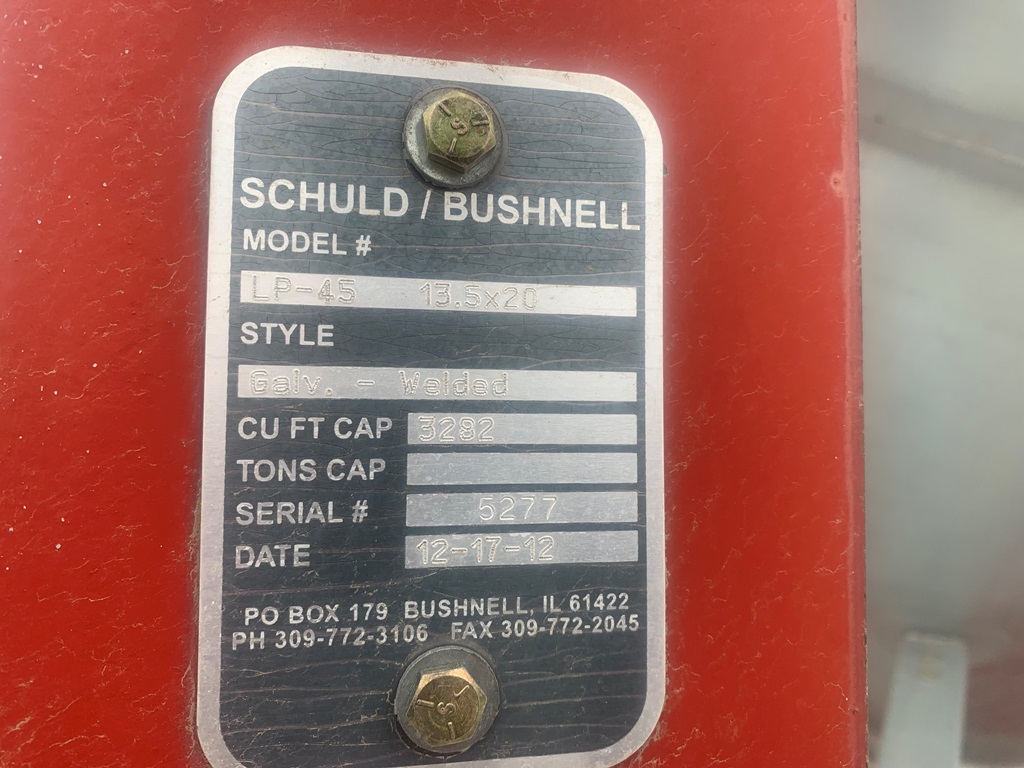 SCHULD / BUSHNELL
MODEL #
LP-45 13.5x20
STYLE
Galv. - Welded
CU FT CAP 3292
TONS CAP
SERIAL # 5277
DATE 12-17-12
PO BOX 179 BUSHNELL, IL 61422
PH 309-772-3106 FAX 309-772-2045